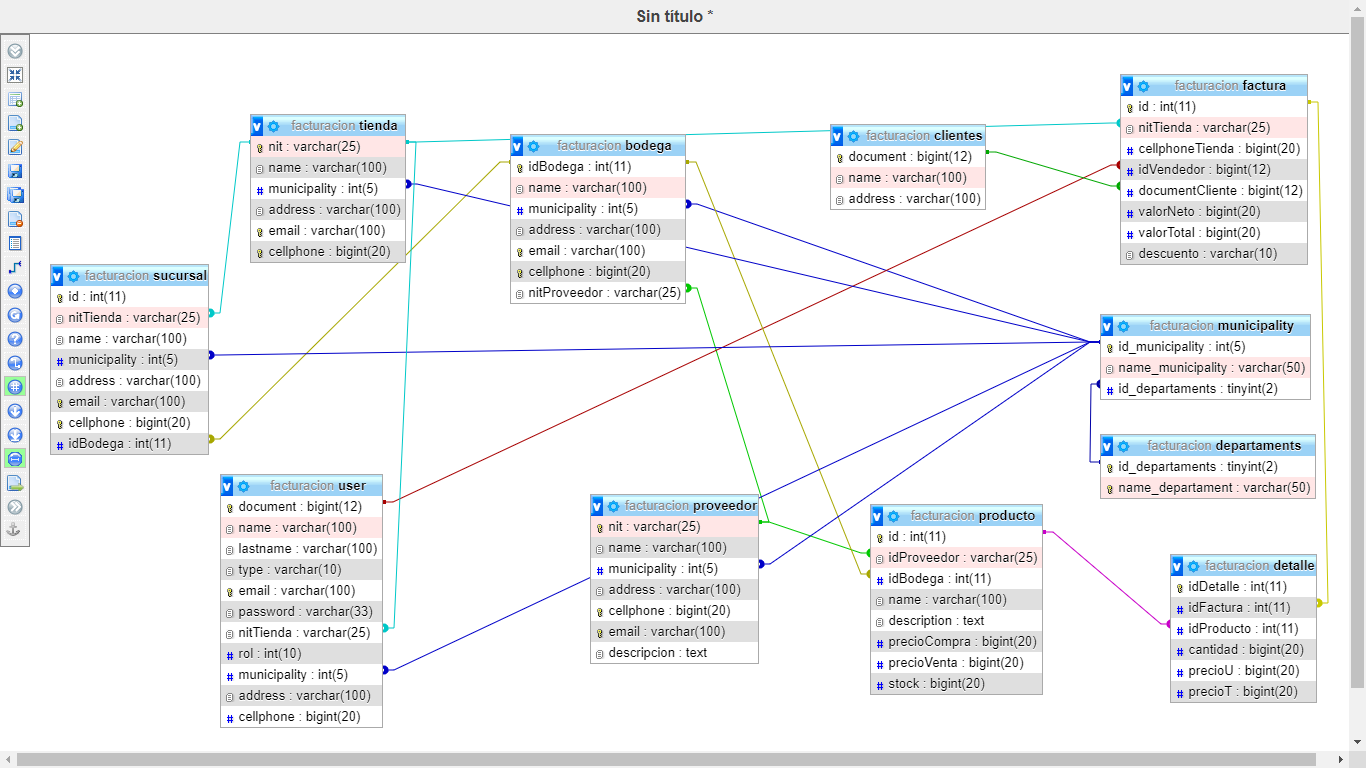 Sin título *
facturacion tienda
nit : varchar(25)
name : varchar(100)
municipality : int(5)
address : varchar(100)
email : varchar(100)
cellphone : bigint(20)
facturacion bodega
idBodega : int(11)
name : varchar(100)
municipality : int(5)
address : varchar(100)
email : varchar(100)
cellphone : bigint(20)
nitProveedor : varchar(25)
facturacion clientes
document : bigint(12)
name : varchar(100)
address : varchar(100)
facturacion factura
id : int(11)
nitTienda : varchar(25)
cellphoneTienda : bigint(20)
idVendedor : bigint(12)
documentCliente : bigint(12)
valorNeto : bigint(20)
valorTotal : bigint(20)
descuento : varchar(10)
facturacion sucursal
id : int(11)
nitTienda : varchar(25)
name : varchar(100)
municipality : int(5)
address : varchar(100)
email : varchar(100)
cellphone : bigint(20)
idBodega : int(11)
facturacion municipality
id_municipality : int(5)
name_municipality : varchar(50)
id_departaments : tinyint(2)
facturacion departaments
id_departaments : tinyint(2)
name_departament : varchar(50)
facturacion user
document : bigint(12)
name : varchar(100)
lastname : varchar(100)
type : varchar(10)
email : varchar(100)
password : varchar(33)
nitTienda : varchar(25)
rol : int(10)
municipality : int(5)
address : varchar(100)
cellphone : bigint(20)
facturacion proveedor
nit : varchar(25)
name : varchar(100)
municipality : int(5)
address : varchar(100)
cellphone : bigint(20)
email : varchar(100)
descripcion : text
facturacion producto
id : int(11)
idProveedor : varchar(25)
idBodega : int(11)
name : varchar(100)
description : text
precioCompra : bigint(20)
precioVenta : bigint(20)
stock : bigint(20)
facturacion detalle
idDetalle : int(11)
idFactura : int(11)
idProducto : int(11)
cantidad : bigint(20)
precioU : bigint(20)
precioT : bigint(20)